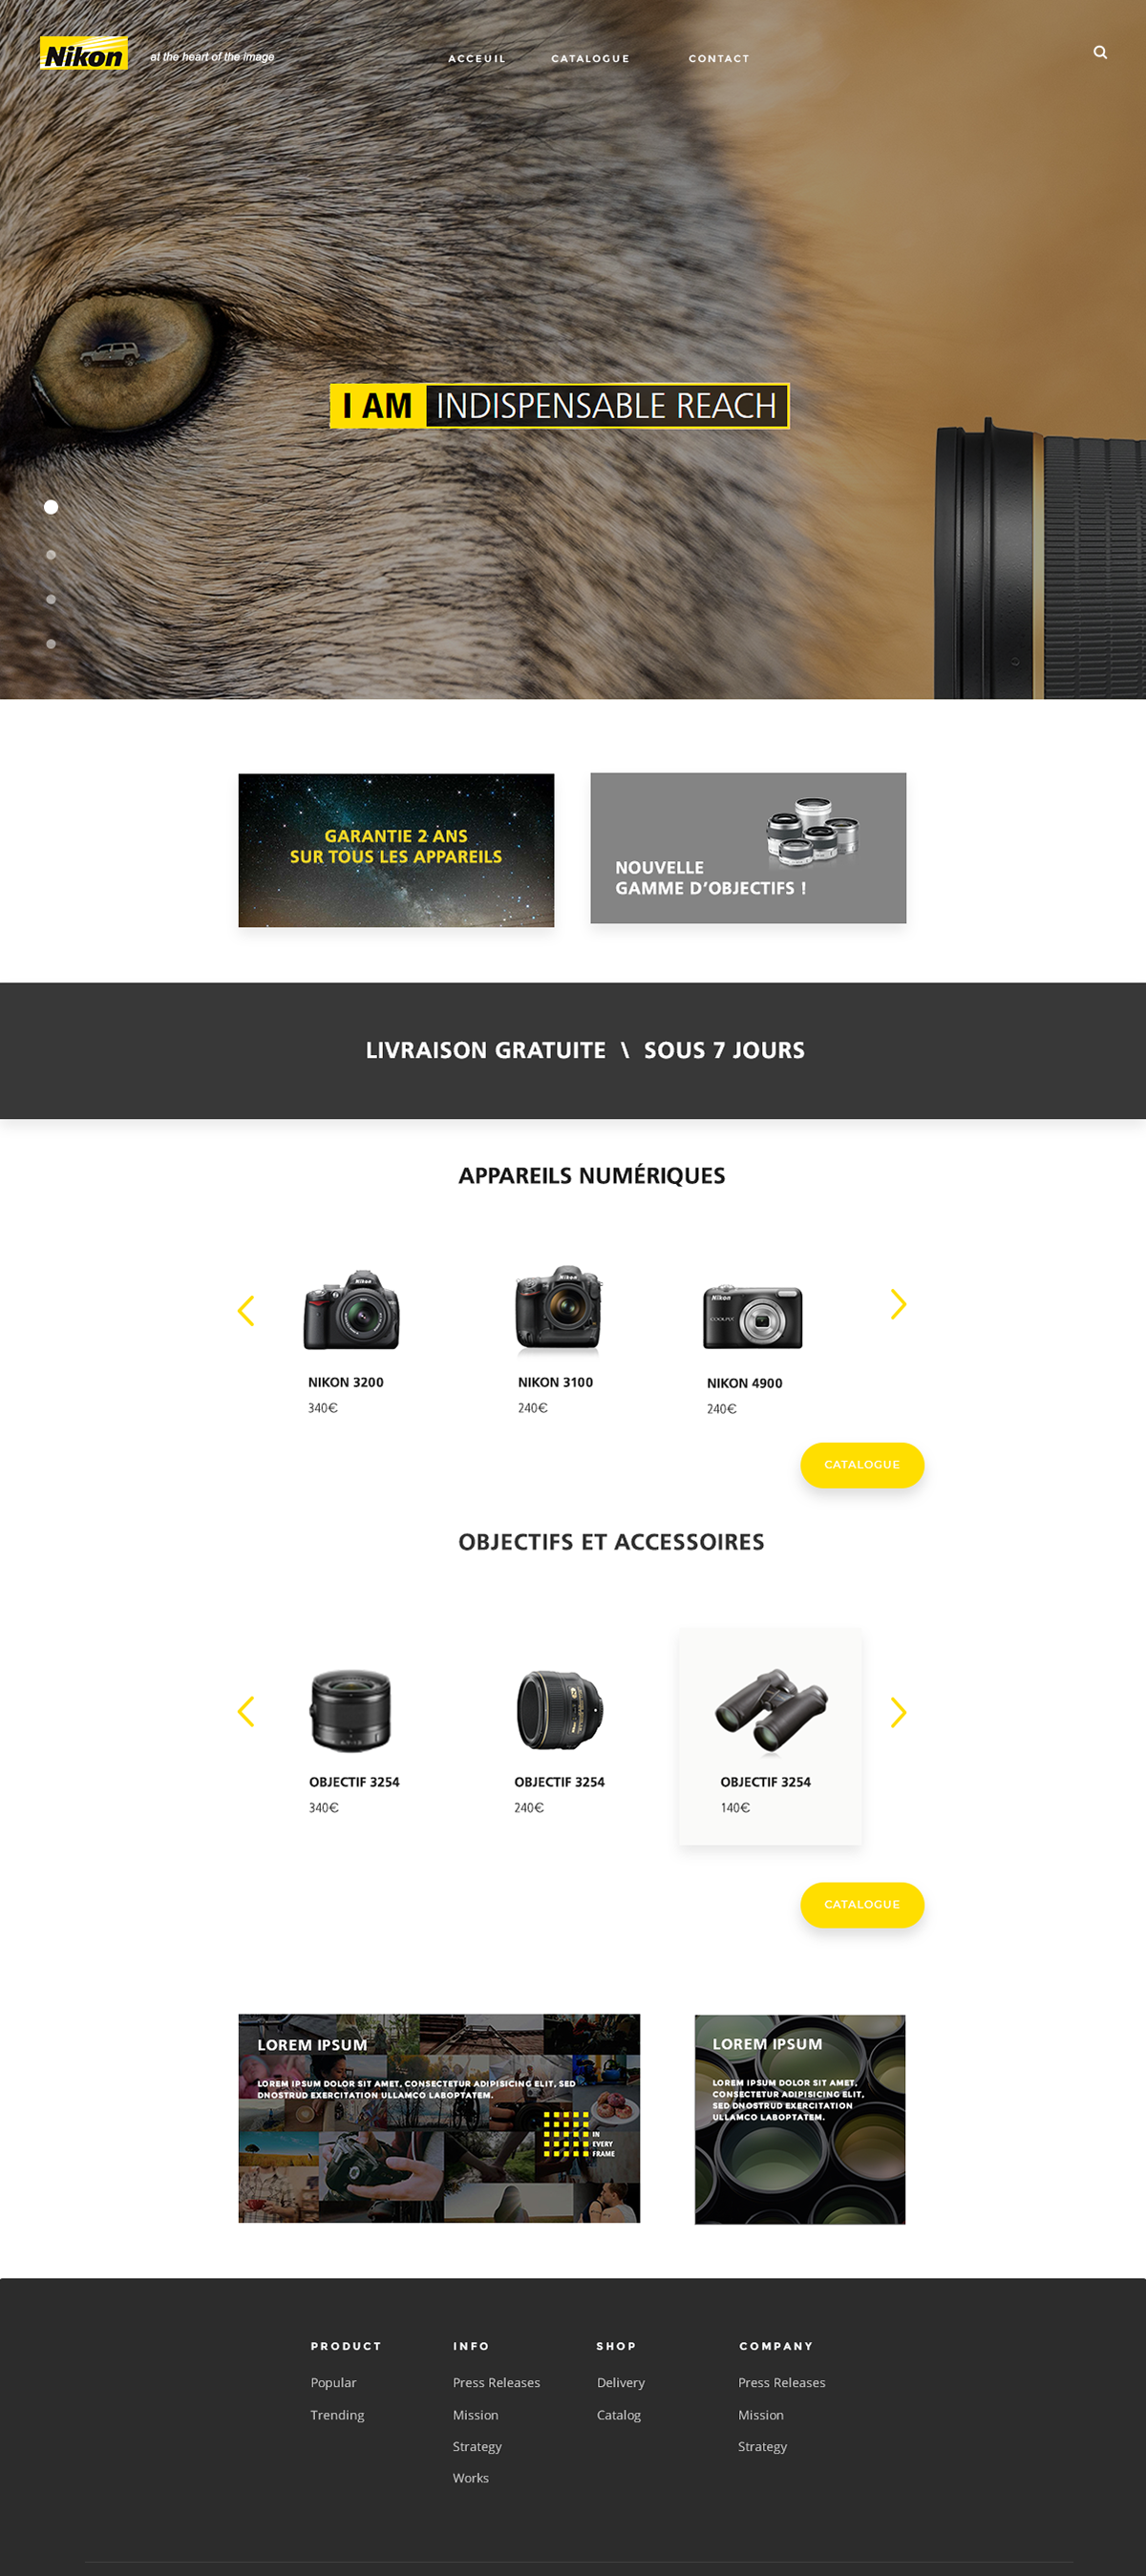 Nikon
at the heart of the image
ACCEUIL
CATALOGUE
CONTACT
I AM INDISPENSABLE REACH
GARANTIE 2 ANS
SUR TOUS LES APPAREILS
NOUVELLE
GAMME D'OBJECTIFS !
LIVRAISON GRATUITE \ SOUS 7 JOURS
APPAREILS NUMÉRIQUES
Nikon
Nikon
Nikon
COOLPIX
NIKON 3200
340€
NIKON 3100
240€
NIKON 4900
240€
CATALOGUE
OBJECTIFS ET ACCESSOIRES
OBJECTIF 3254
340€
OBJECTIF 3254
240€
OBJECTIF 3254
140€
CATALOGUE
LOREM IPSUM
LOREM IPSUM DOLOR SIT AMET, CONSECTETUR ADIPISICING ELIT, SED
DNOSTRUD EXERCITATION ULLAMCO LABOPTATEM.
IN
EVERY
FRAME
LOREM IPSUM
LOREM IPSUM DOLOR SIT AMET,
CONSECTETUR ADIPISICING ELIT,
SED DNOSTRUD EXERCITATION
ULLAMCO LABOPTATEM.
PRODUCT
Popular
Trending
INFO
Press Releases
Mission
Strategy
Works
SHOP
Delivery
Catalog
COMPANY
Press Releases
Mission
Strategy